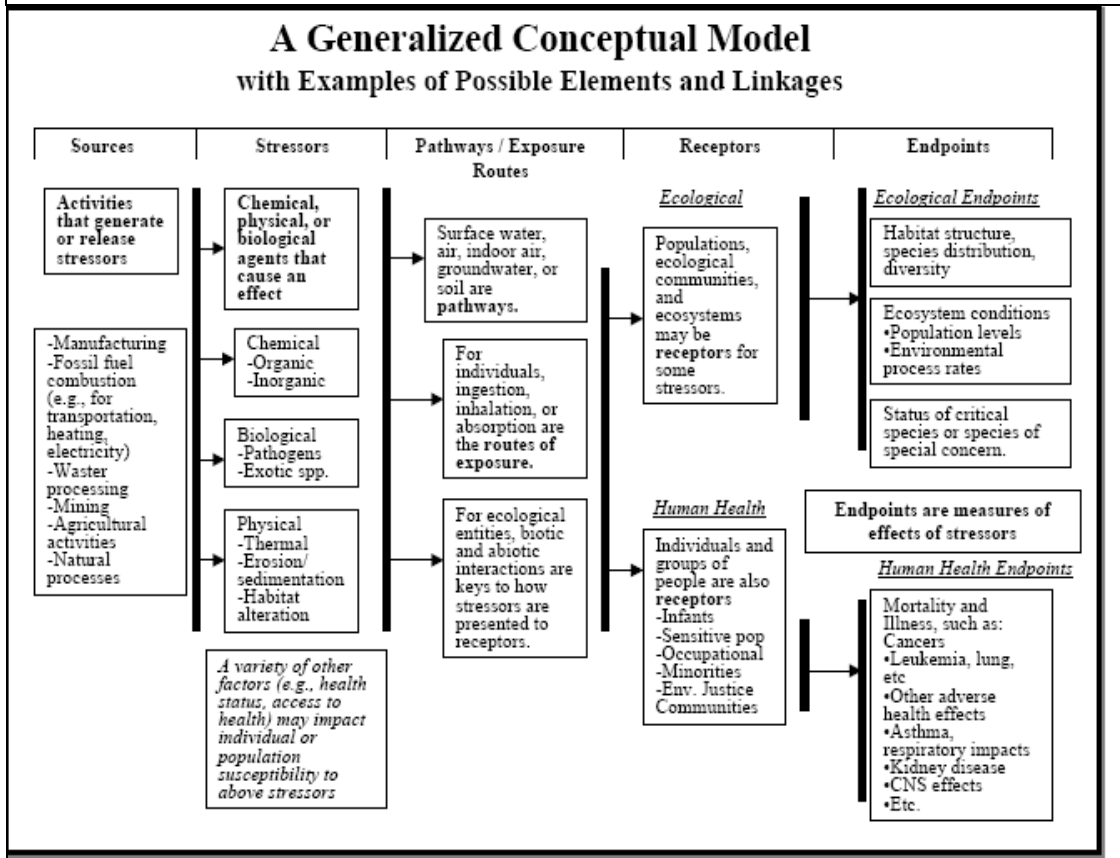 A Generalized Conceptual Model
with Examples of Possible Elements and Linkages
Sources
Stressors
Pathways / Exposure
Routes
Receptors
Endpoints
Activities
that generate
or release
stressors
-Manufacturing
-Fossil fuel
combustion
(e.g., for
transportation,
heating,
electricity)
-Waster
processing
-Mining
-Agricultural
activities
-Natural
processes
Chemical,
physical, or
biological
agents that
cause an
effect
Chemical
-Organic
-Inorganic
Biological
-Pathogens
-Exotic spp.
Physical
-Thermal
-Erosion/
sedimentation
-Habitat
alteration
A variety of other
factors (e.g., health
status, access to
health) may impact
individual or
population
susceptibility to
above stressors
Surface water,
air, indoor air,
groundwater, or
soil are
pathways.
For
individuals,
ingestion,
inhalation, or
absorption are
the routes of
exposure.
For ecological
entities, biotic
and abiotic
interactions are
keys to how
stressors are
presented to
receptors.
Ecological
Populations,
ecological
communities,
and
ecosystems
may be
receptors for
some
stressors.
Human Health
Individuals and
groups of
people are also
receptors
-Infants
-Sensitive pop
-Occupational
-Minorities
-Env. Justice
Communities
Ecological Endpoints
Habitat structure,
species distribution,
diversity
Ecosystem conditions
•Population levels
•Environmental
process rates
Status of critical
species or species of
special concern.
Endpoints are measures of
effects of stressors
Human Health Endpoints
Mortality and
Illness, such as:
Cancers
•Leukemia, lung,
etc
•Other adverse
health effects
•Asthma,
respiratory impacts
•Kidney disease
•CNS effects
•Etc.